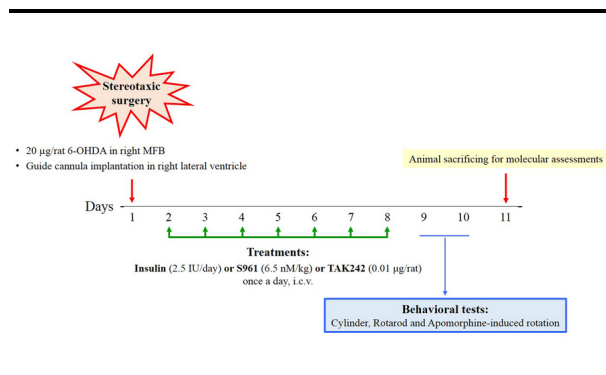 Stereotaxic
surgery
• 20 µg/rat 6-OHDA in right MFB
• Guide cannula implantation in right lateral ventricle
Animal sacrificing for molecular assessments
Days
1 2 3 4 5 6 7 8 9 10 11
Treatments:
Insulin (2.5 IU/day) or S961 (6.5 nM/kg) or TAK242 (0.01 µg/rat)
once a day, i.c.v.
Behavioral tests:
Cylinder, Rotarod and Apomorphine-induced rotation